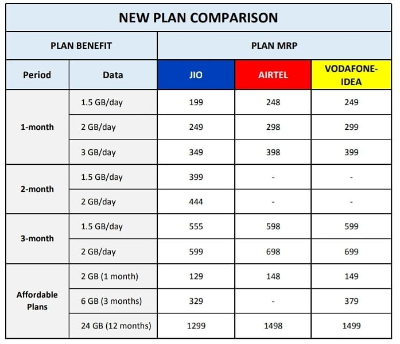 NEW PLAN COMPARISON
PLAN BENEFIT PLAN MRP
Period Data JIO AIRTEL VODAFONE-
IDEA
1-month
1.5 GB/day 199 248 249
2 GB/day 249 298 299
3 GB/day 349 398 399
2-month
1.5 GB/day 399 - -
2 GB/day 444 - -
3-month
1.5 GB/day 555 598 599
2 GB/day 599 698 699
Affordable
Plans
2 GB (1 month) 129 148 149
6 GB (3 months) 329 - 379
24 GB (12 months) 1299 1498 1499